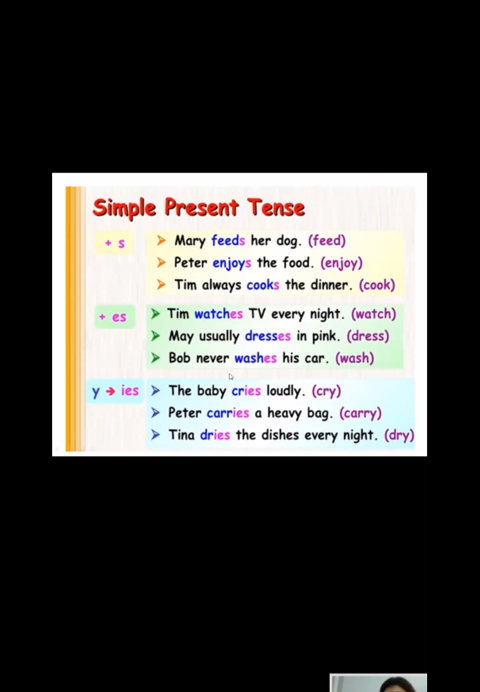 Simple Present Tense
+ s
Mary feeds her dog. (feed)
Peter enjoys the food. (enjoy)
Tim always cooks the dinner. (cook)
+ es
Tim watches TV every night. (watch)
May usually dresses in pink. (dress)
Bob never washes his car. (wash)
y → ies
The baby cries loudly. (cry)
Peter carries a heavy bag. (carry)
Tina dries the dishes every night. (dry)